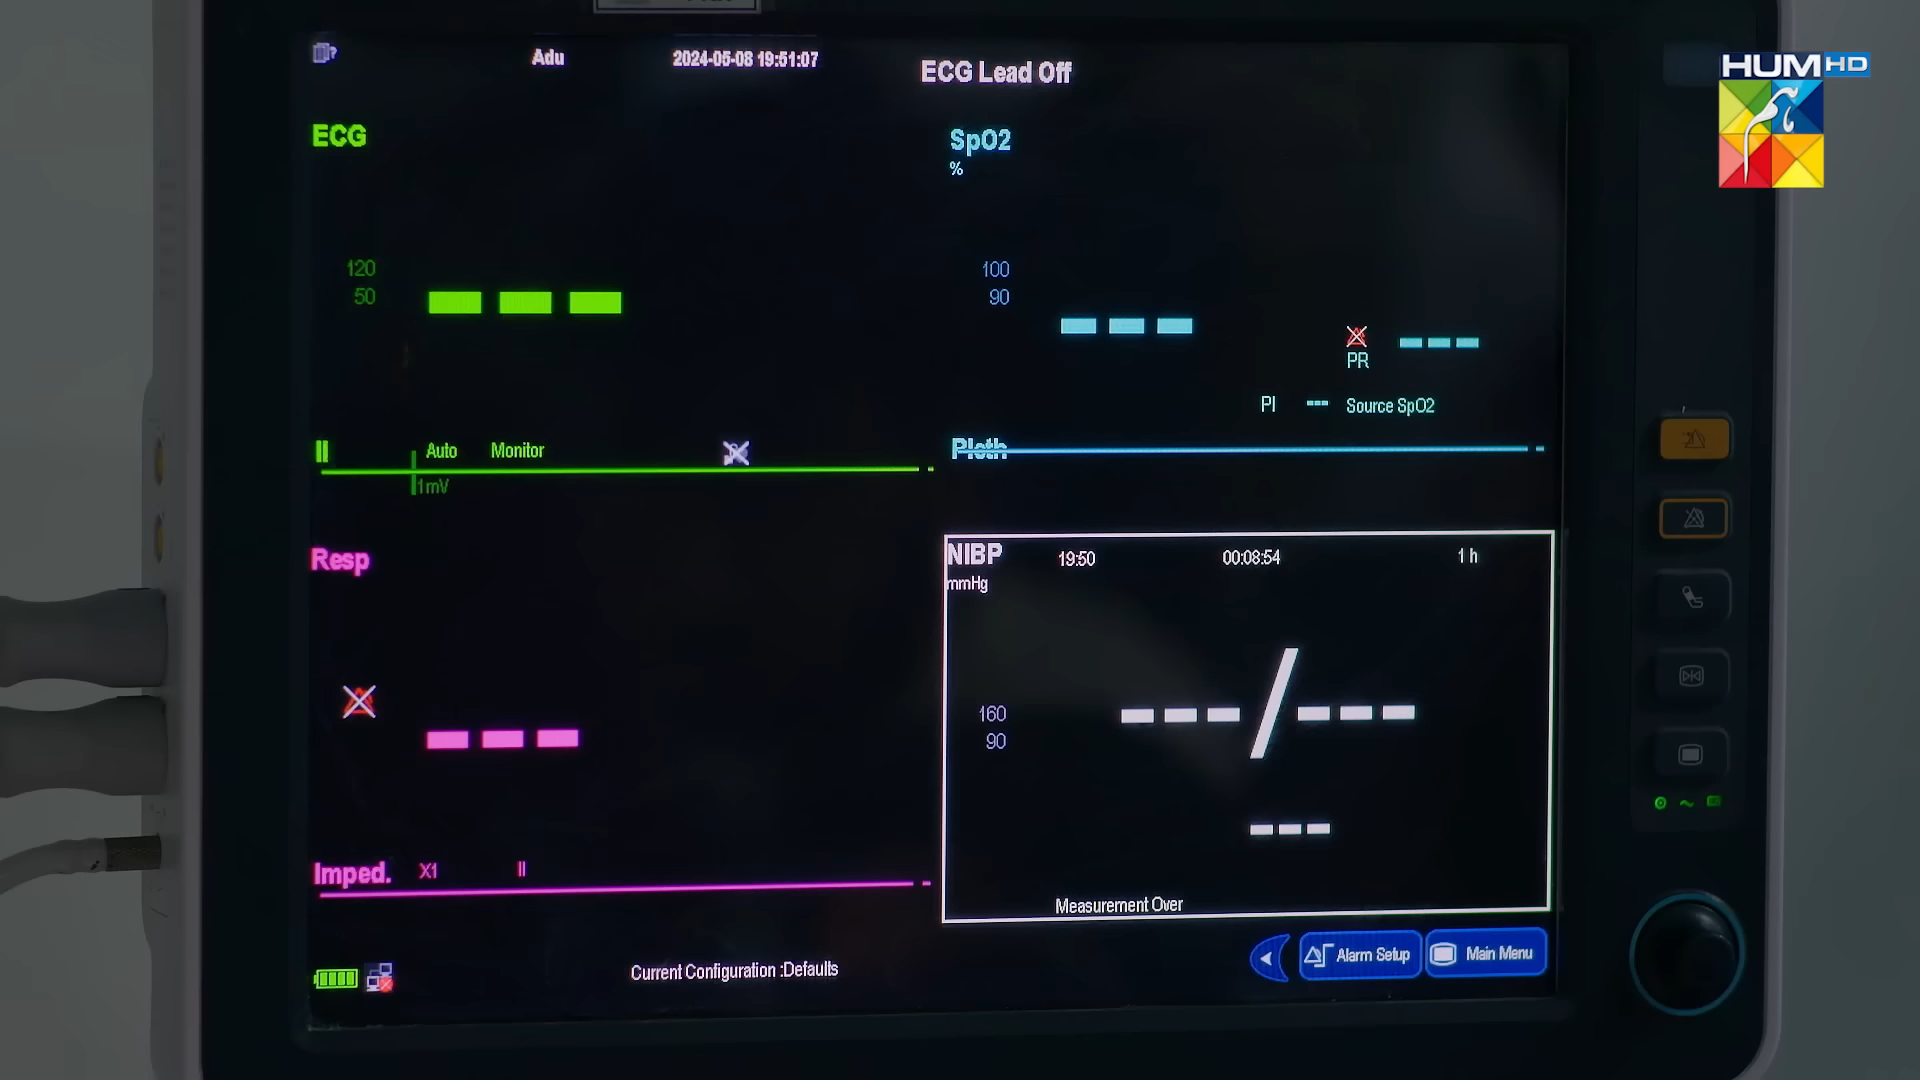 HUM HD
Adu 2024-05-08 19:51:07 ECG Lead Off
ECG
SpO2
%
120
50
100
90
PR
PI --- Source SpO2
II Auto Monitor
1mV
Pleth
Resp
NIBP 19:50 00:08:54 1 h
mmHg
160
90
---/---
---
Imped. X1 II
Measurement Over
Current Configuration :Defaults
Alarm Setup
Main Menu